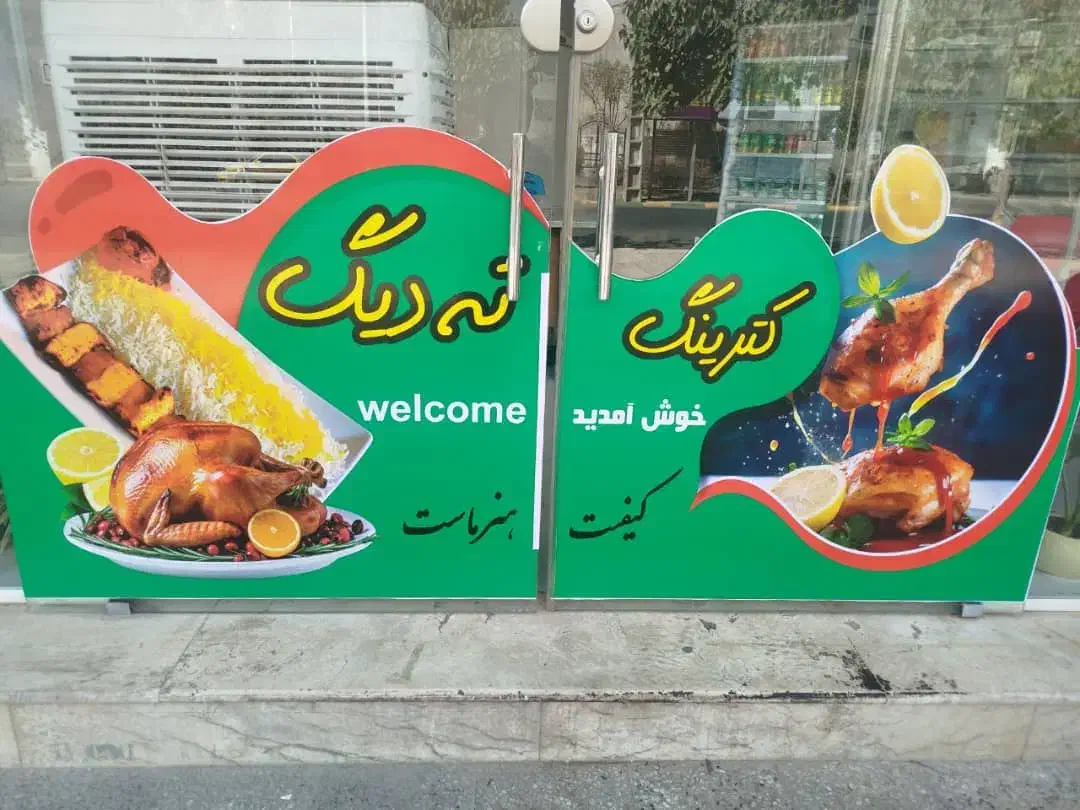 کترینگ ته دیگ
خوش آمدید welcome
کیفیت هنر ماست